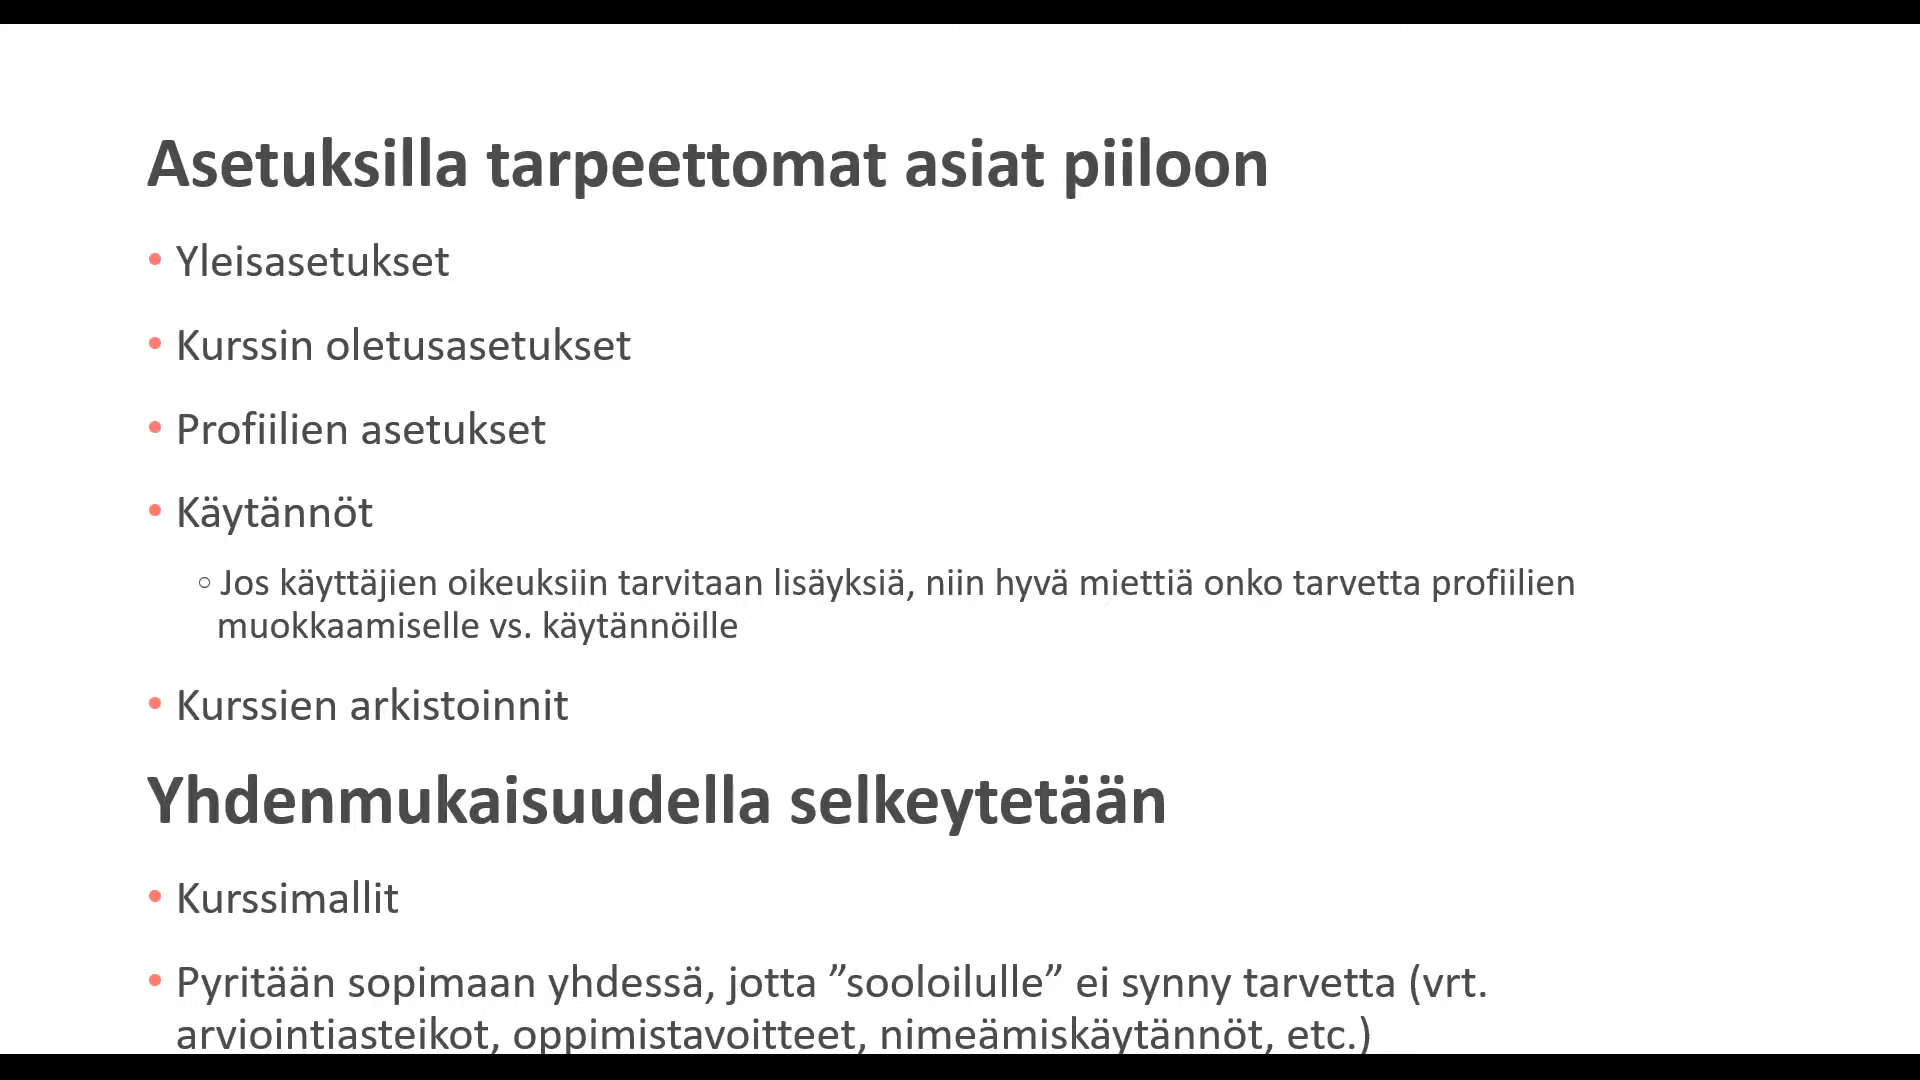 Asetuksilla tarpeettomat asiat piiloon
• Yleisasetukset
• Kurssin oletusasetukset
• Profiilien asetukset
• Käytännöt
○ Jos käyttäjien oikeuksiin tarvitaan lisäyksiä, niin hyvä miettiä onko tarvetta profiilien
muokkaamiselle vs. käytännöille
• Kurssien arkistoinnit
Yhdenmukaisuudella selkeytetään
• Kurssimallit
• Pyritään sopimaan yhdessä, jotta ”sooloilulle” ei synny tarvetta (vrt.
arviointiasteikot, oppimistavoitteet, nimeämiskäytännöt, etc.)